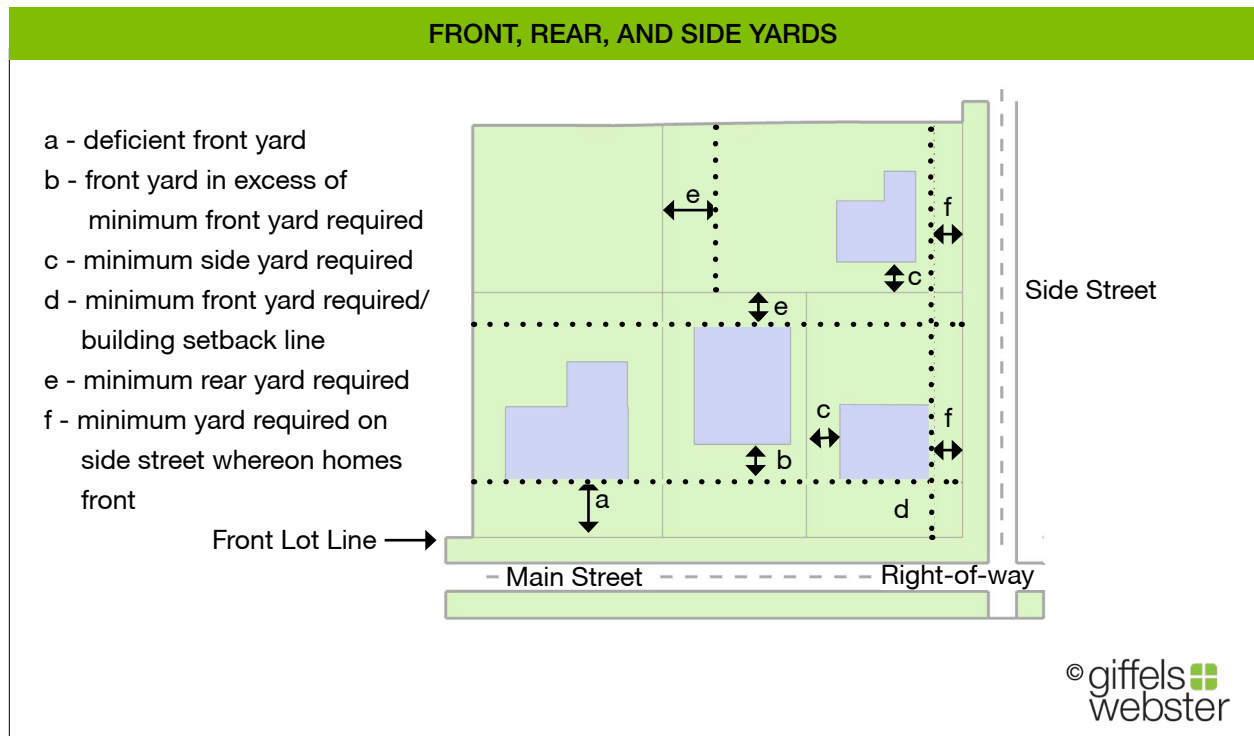 FRONT, REAR, AND SIDE YARDS
a - deficient front yard
b - front yard in excess of
minimum front yard required
c - minimum side yard required
d - minimum front yard required/
building setback line
e - minimum rear yard required
f - minimum yard required on
side street whereon homes
front
e
f
c
Side Street
e
c
f
b
a
d
Front Lot Line
Main Street
Right-of-way
© giffels
webster